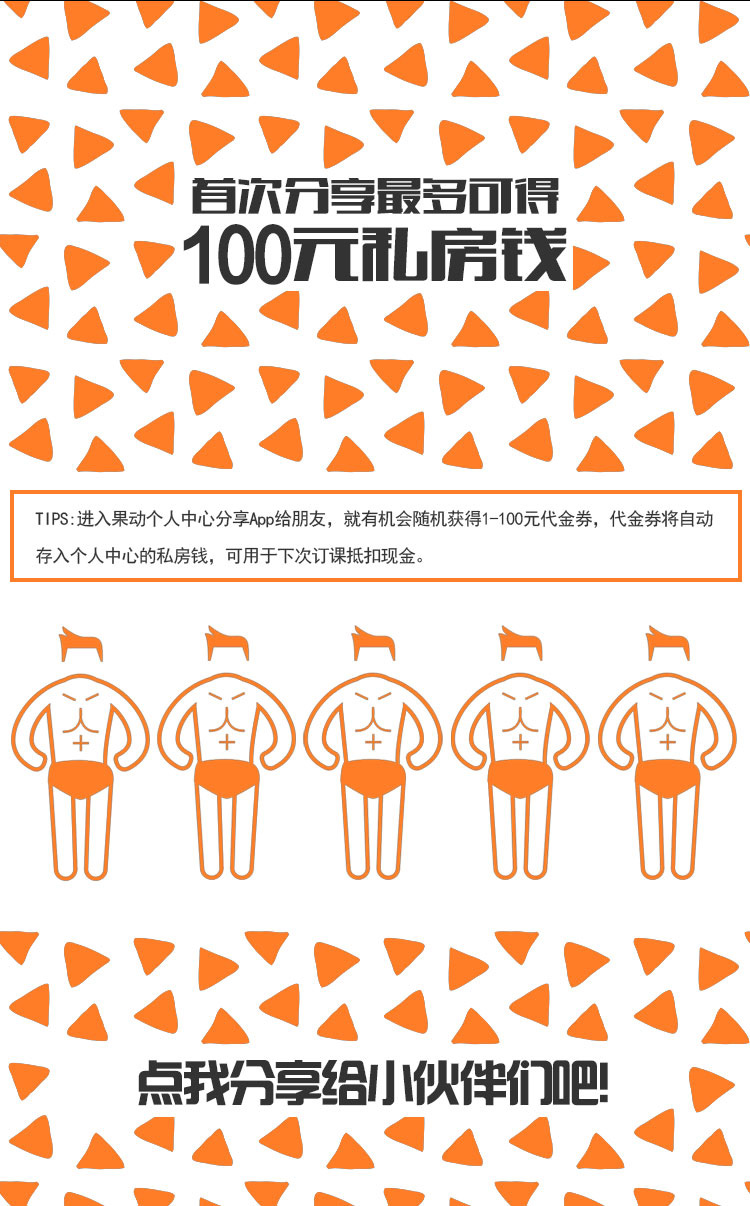 首次分享最多可得
100元私房钱
TIPS:进入果动个人中心分享App给朋友，就有机会随机获得1-100元代金券，代金券将自动
存入个人中心的私房钱，可用于下次订课抵扣现金。
点我分享给小伙伴们吧!